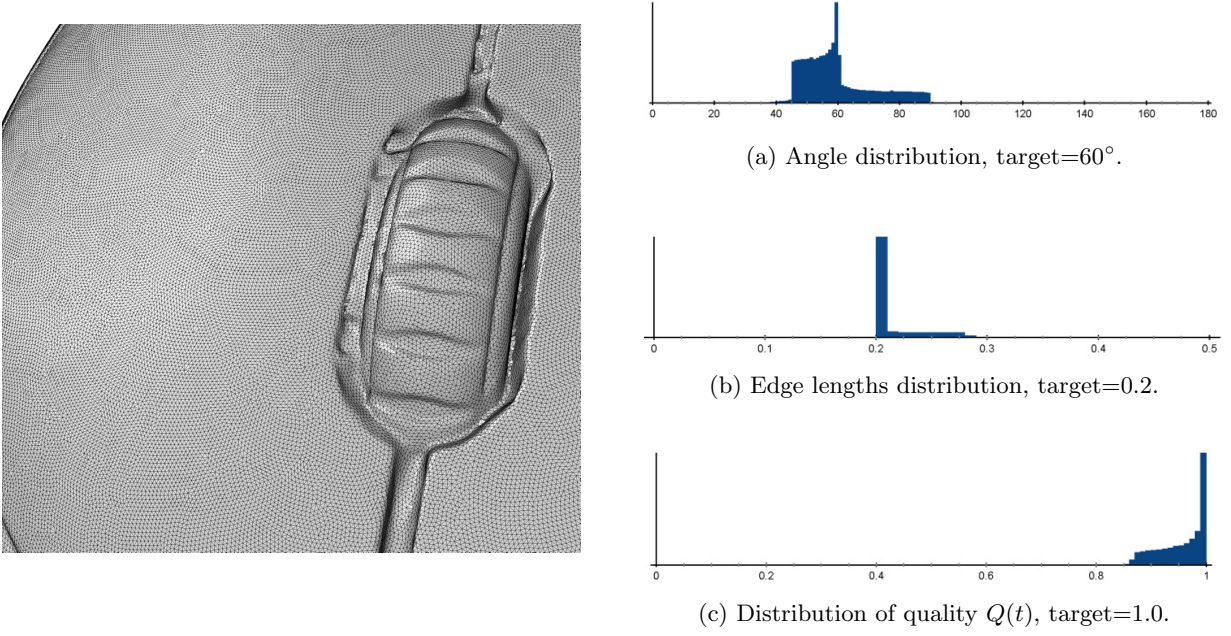 0 20 40 60 80 100 120 140 160 180
(a) Angle distribution, target=60°.
0 0.1 0.2 0.3 0.4 0.5
(b) Edge lengths distribution, target=0.2.
0 0.2 0.4 0.6 0.8 1
(c) Distribution of quality Q(t), target=1.0.